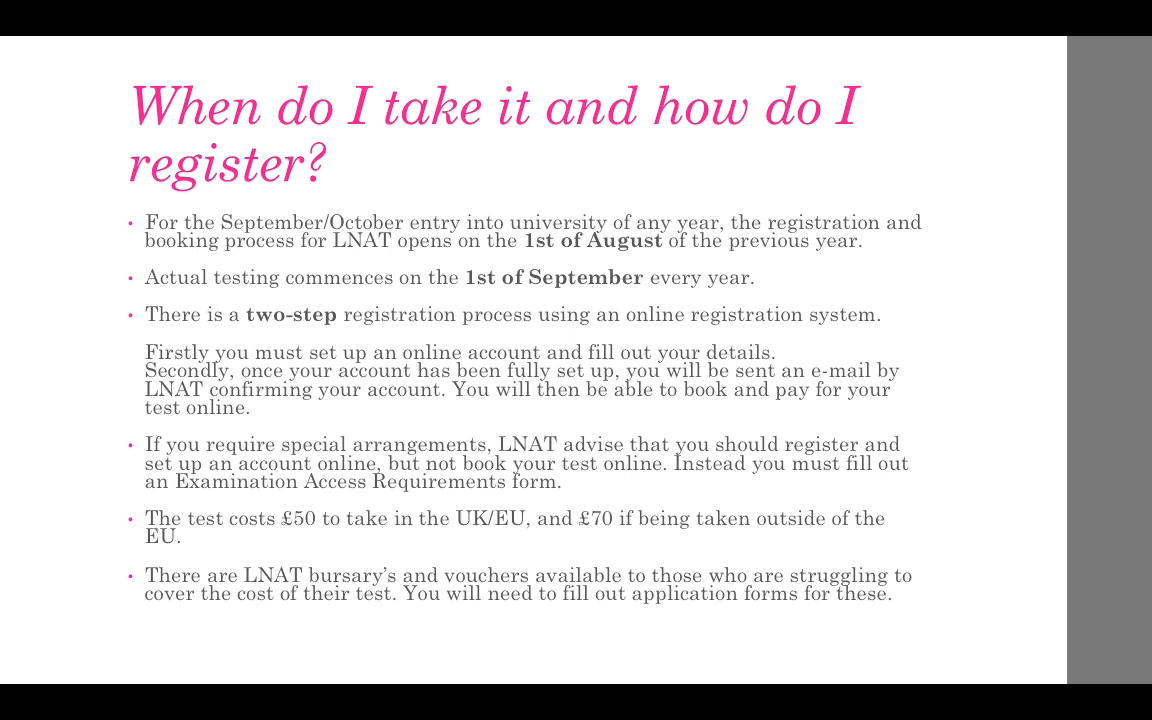 When do I take it and how do I
register?
• For the September/October entry into university of any year, the registration and
booking process for LNAT opens on the 1st of August of the previous year.
• Actual testing commences on the 1st of September every year.
• There is a two-step registration process using an online registration system.
Firstly you must set up an online account and fill out your details.
Secondly, once your account has been fully set up, you will be sent an e-mail by
LNAT confirming your account. You will then be able to book and pay for your
test online.
• If you require special arrangements, LNAT advise that you should register and
set up an account online, but not book your test online. Instead you must fill out
an Examination Access Requirements form.
• The test costs £50 to take in the UK/EU, and £70 if being taken outside of the
EU.
• There are LNAT bursary’s and vouchers available to those who are struggling to
cover the cost of their test. You will need to fill out application forms for these.